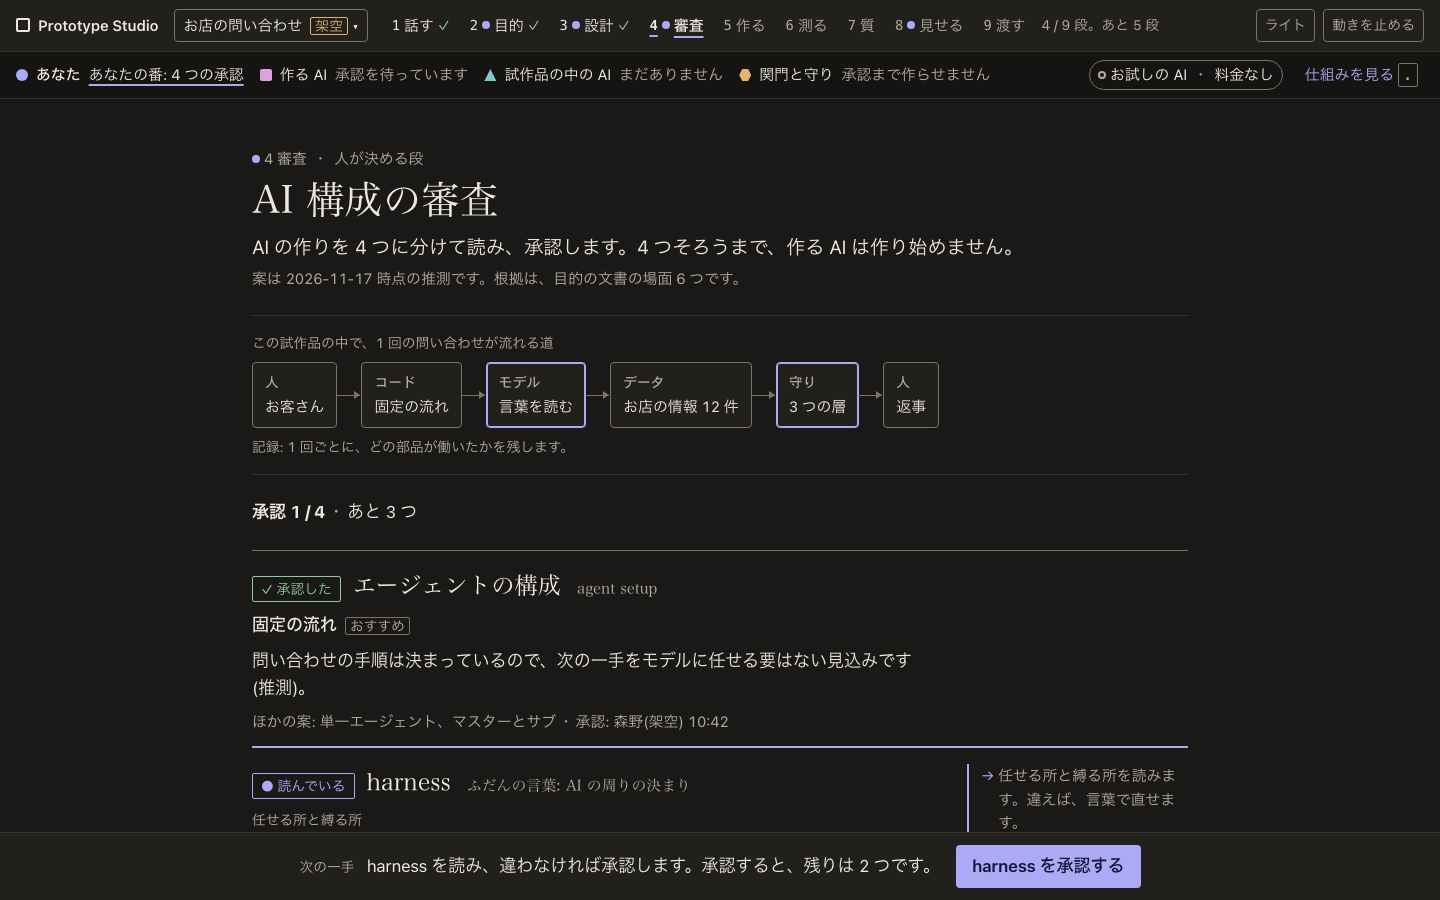 Prototype Studio お店の問い合わせ 架空 ▾ 1 話す ✓ 2 目的 ✓ 3 設計 ✓ 4 審査 5 作る 6 測る 7 質 8 見せる 9 渡す 4 / 9 段。あと 5 段 ライト 動きを止める
あなた あなたの番: 4 つの承認 作る AI 承認を待っています 試作品の中の AI まだありません 関門と守り 承認まで作らせません お試しの AI ・ 料金なし 仕組みを見る .
4 審査 ・ 人が決める段
AI 構成の審査
AI の作りを 4 つに分けて読み、承認します。4 つそろうまで、作る AI は作り始めません。
案は 2026-11-17 時点の推測です。根拠は、目的の文書の場面 6 つです。
この試作品の中で、1 回の問い合わせが流れる道
人 コード モデル データ 守り 人
お客さん 固定の流れ 言葉を読む お店の情報 12 件 3 つの層 返事
記録: 1 回ごとに、どの部品が働いたかを残します。
承認 1 / 4 ・ あと 3 つ
✓ 承認した エージェントの構成 agent setup
固定の流れ おすすめ
問い合わせの手順は決まっているので、次の一手をモデルに任せる要はない見込みです
(推測)。
ほかの案: 単一エージェント、マスターとサブ ・ 承認: 森野(架空) 10:42
読んでいる harness ふだんの言葉: AI の周りの決まり
任せる所と縛る所
→ 任せる所と縛る所を読みま
す。違えば、言葉で直せま
す。
次の一手 harness を読み、違わなければ承認します。承認すると、残りは 2 つです。 harness を承認する